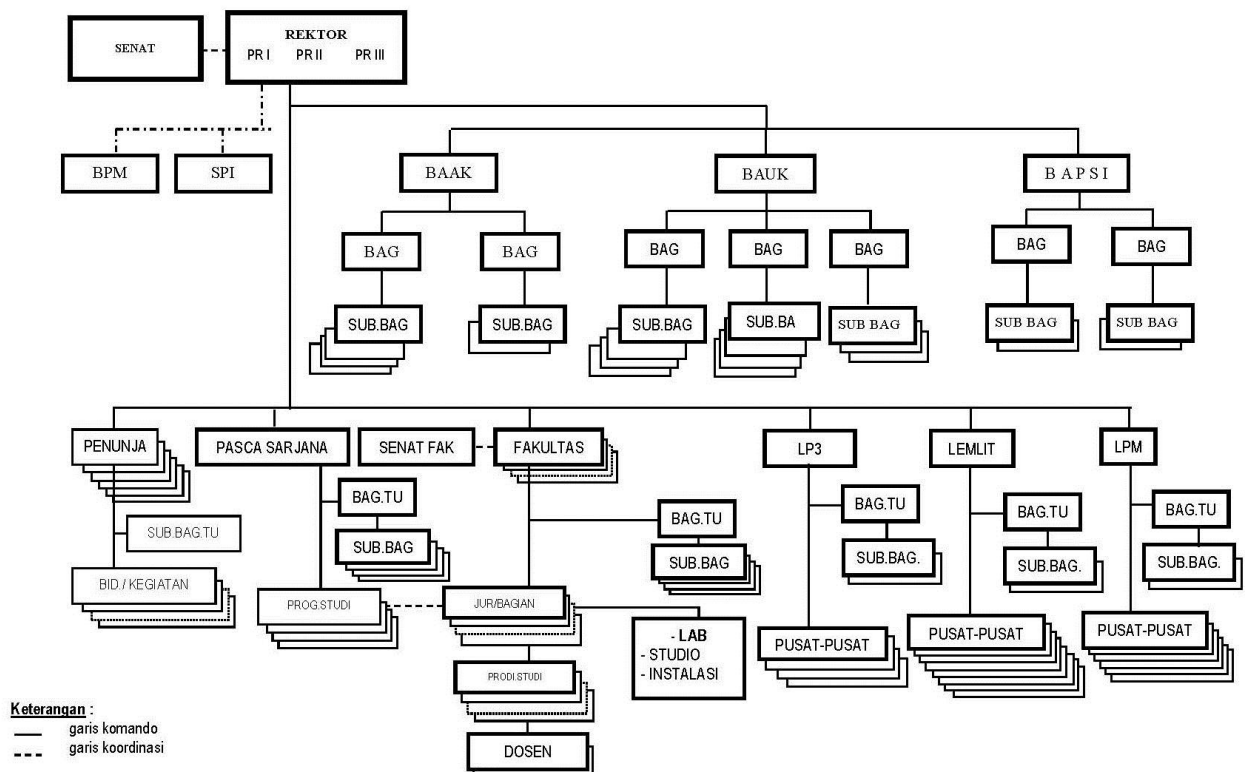 SENAT
REKTOR
PR I PR II PR III
BPM
SPI
BAAK
BAUK
B A P S I
BAG
BAG
BAG
BAG
BAG
BAG
BAG
SUB.BAG
SUB.BAG
SUB.BAG
SUB.BA
SUB BAG
SUB BAG
SUB BAG
PENUNJA
PASCA SARJANA
SENAT FAK
FAKULTAS
LP3
LEMLIT
LPM
SUB.BAG.TU
BAG.TU
SUB.BAG
BAG.TU
SUB.BAG
BAG.TU
SUB.BAG.
BAG.TU
SUB.BAG.
BAG.TU
SUB.BAG.
BID./ KEGIATAN
PROG.STUDI
JUR/BAGIAN
- LAB
- STUDIO
- INSTALASI
PUSAT-PUSAT
PUSAT-PUSAT
PUSAT-PUSAT
PRODI.STUDI
DOSEN
Keterangan :
garis komando
garis koordinasi